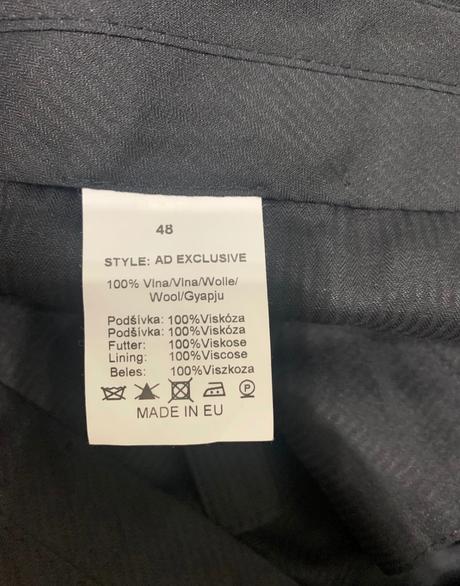 48
STYLE: AD EXCLUSIVE
100% Vlna/Vlna/Wolle/
Wool/Gyapju/
Podšívka: 100%Viskóza
Podšívka: 100%Viskóza
Futter: 100%Viskose
Lining: 100%Viscose
Beles: 100%Viszkoza
P
MADE IN EU